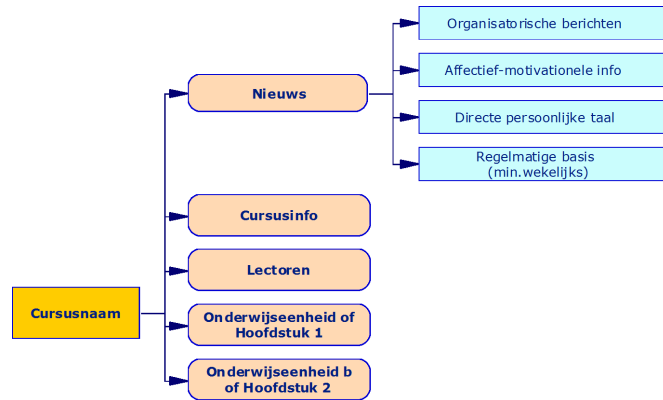 Organisatorische berichten
Affectief-motivationele info
Nieuws
Directe persoonlijke taal
Regelmatige basis
(min.wekelijks)
Cursusinfo
Lectoren
Cursusnaam
Onderwijseenheid of
Hoofdstuk 1
Onderwijseenheid b
of Hoofdstuk 2